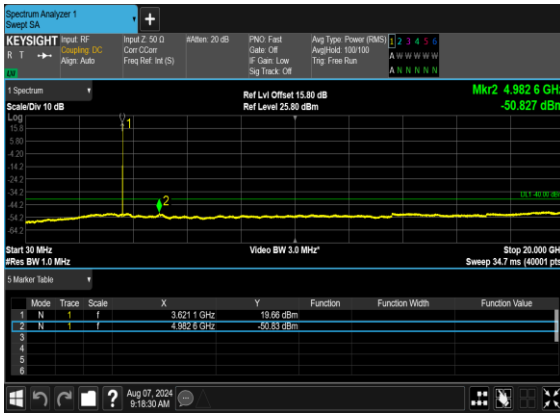 Spectrum Analyzer 1
Swept SA
+
KEYSIGHT Input: RF Input Z: 50 Ω #Atten: 20 dB PNO: Fast Avg Type: Power (RMS) 1 2 3 4 5 6
R T Coupling: DC Corr CCorr Gate: Off Avg|Hold: 100/100 A W W W W W
Align: Auto Freq Ref: Int (S) IF Gain: Low Trig: Free Run
LXI Sig Track: Off A N N N N N
1 Spectrum Ref Lvl Offset 15.80 dB Mkr2 4.982 6 GHz
Scale/Div 10 dB Ref Level 25.80 dBm -50.827 dBm
Log
15.8
5.80
-4.20
-14.2
-24.2
-34.2
-44.2
-54.2
-64.2
1
2
DL1 -40.00 dBm
Start 30 MHz Video BW 3.0 MHz* Stop 20.000 GHz
#Res BW 1.0 MHz Sweep 34.7 ms (40001 pts)
5 Marker Table
Mode Trace Scale X Y Function Function Width Function Value
1 N 1 f 3.621 1 GHz 19.66 dBm
2 N 1 f 4.982 6 GHz -50.83 dBm
3
4
5
6
? Aug 07, 2024
9:18:30 AM